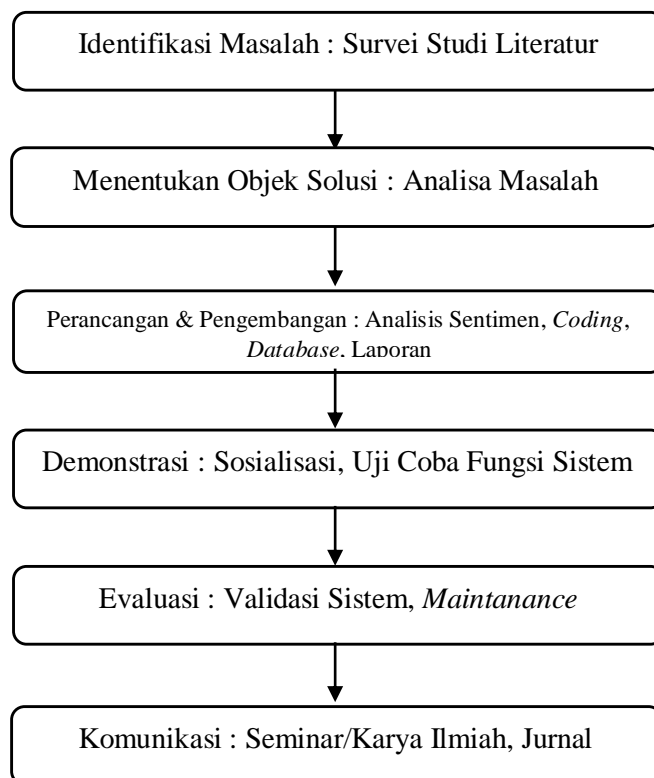 Identifikasi Masalah : Survei Studi Literatur
Menentukan Objek Solusi : Analisa Masalah
Perancangan & Pengembangan : Analisis Sentimen, Coding,
Database, Laporan
Demonstrasi : Sosialisasi, Uji Coba Fungsi Sistem
Evaluasi : Validasi Sistem, Maintanance
Komunikasi : Seminar/Karya Ilmiah, Jurnal